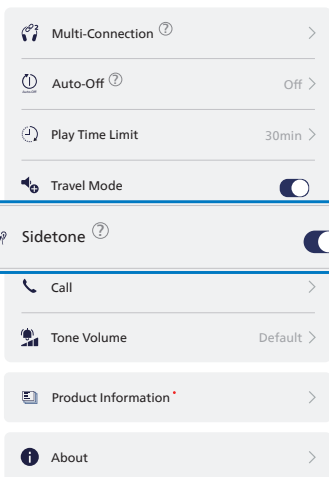 Multi-Connection ?
Auto-Off ? Off
Play Time Limit 30min
Travel Mode
Sidetone ?
Call
Tone Volume Default
Product Information
About